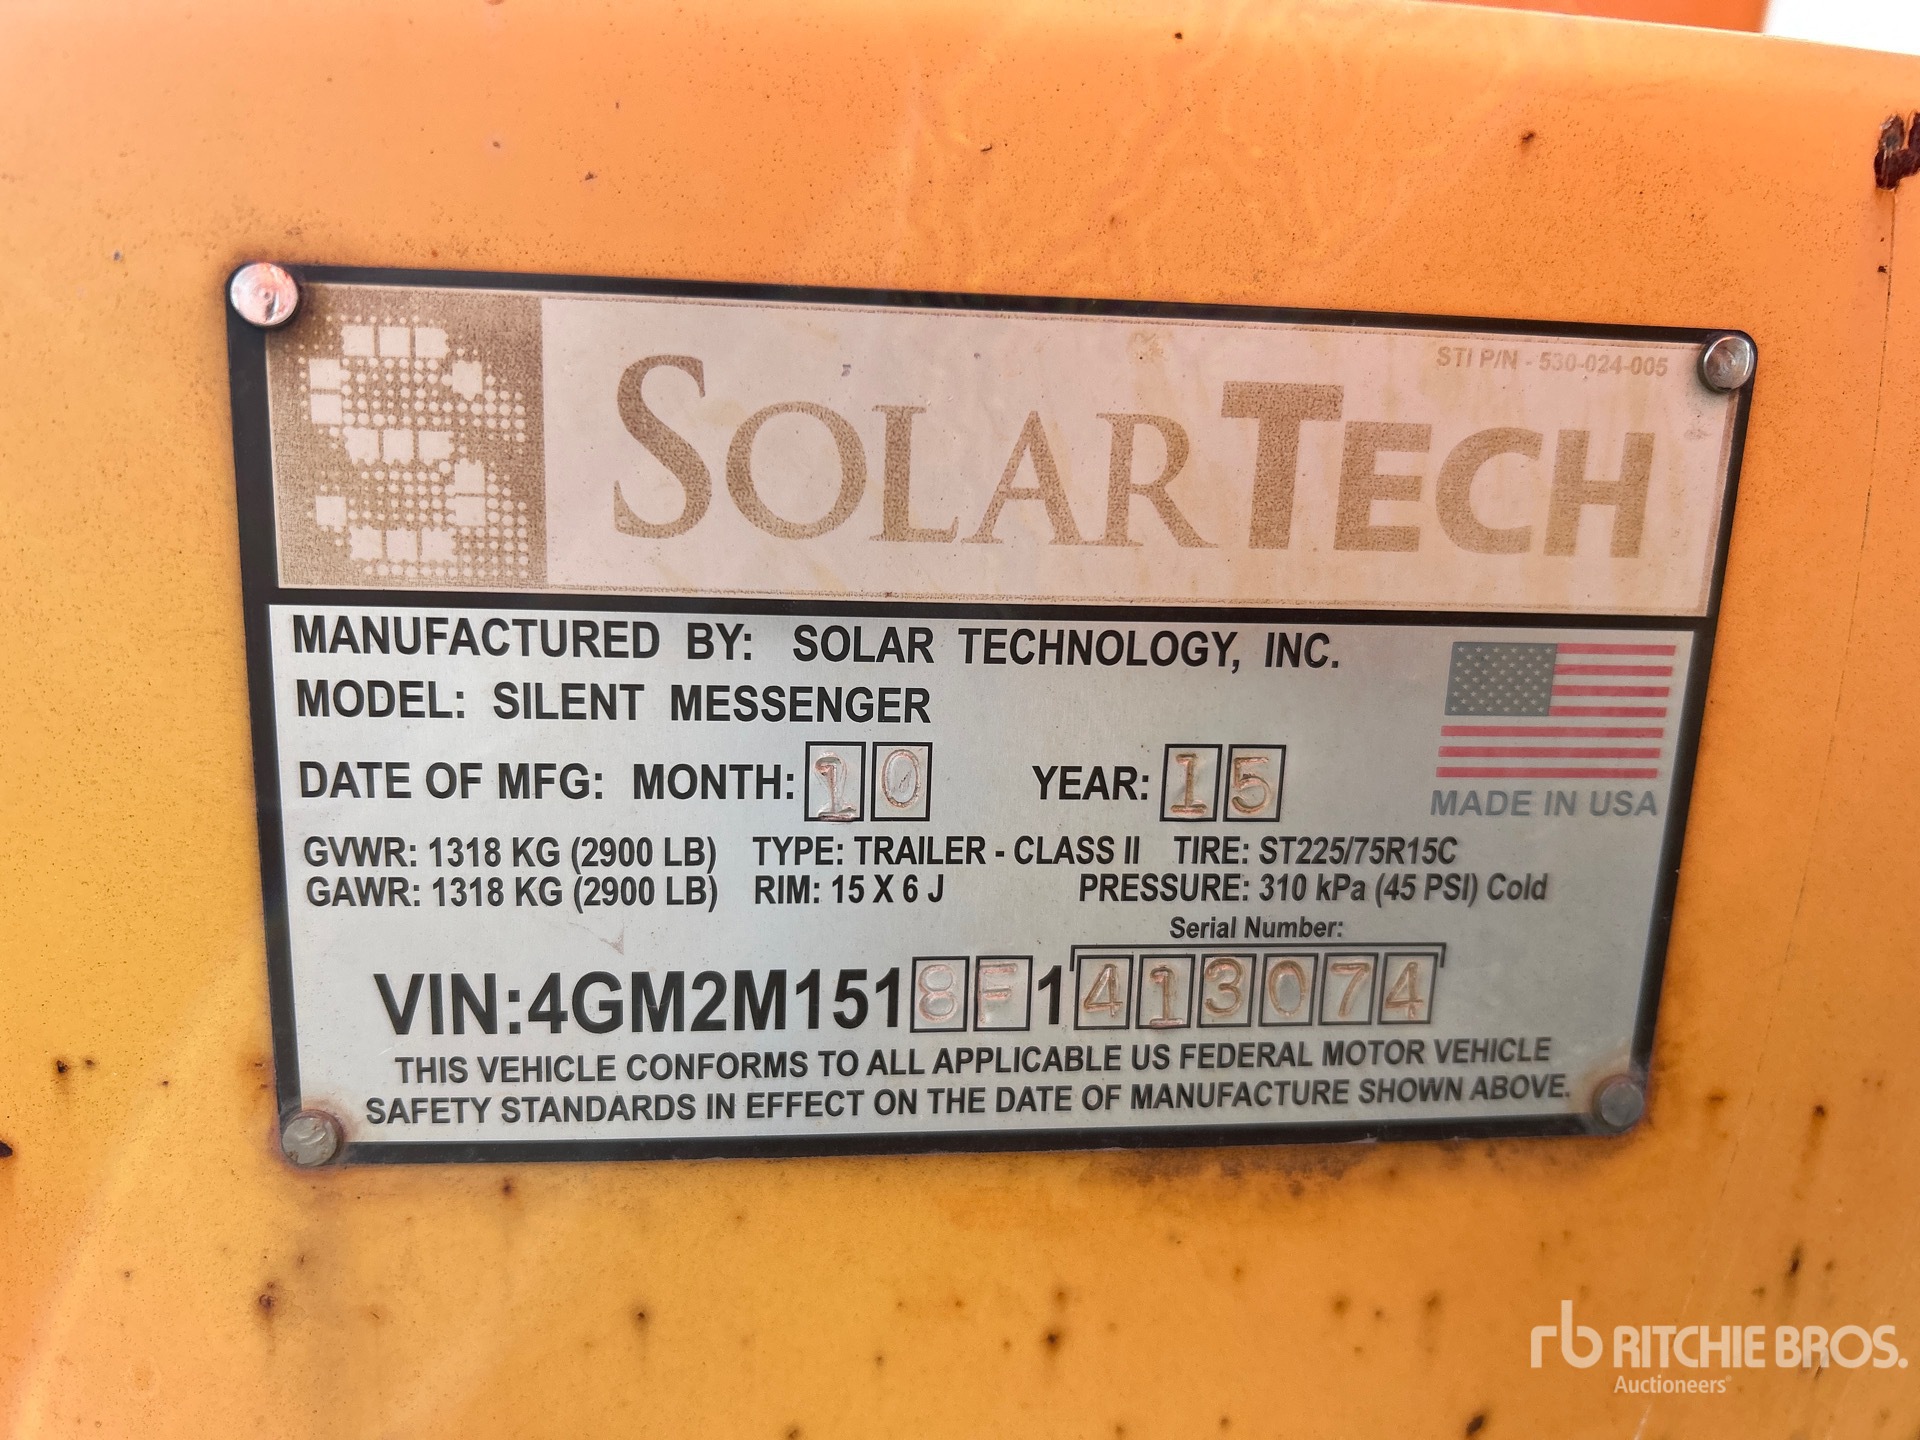 STI P/N - 530-024-005
SOLARTECH
MANUFACTURED BY: SOLAR TECHNOLOGY, INC.
MODEL: SILENT MESSENGER
DATE OF MFG: MONTH: 10 YEAR: 15
MADE IN USA
GVWR: 1318 KG (2900 LB) TYPE: TRAILER - CLASS II TIRE: ST225/75R15C
GAWR: 1318 KG (2900 LB) RIM: 15 X 6 J PRESSURE: 310 kPa (45 PSI) Cold
Serial Number:
VIN:4GM2M1518F1413074
THIS VEHICLE CONFORMS TO ALL APPLICABLE US FEDERAL MOTOR VEHICLE
SAFETY STANDARDS IN EFFECT ON THE DATE OF MANUFACTURE SHOWN ABOVE.
rb RITCHIE BROS.
Auctioneers